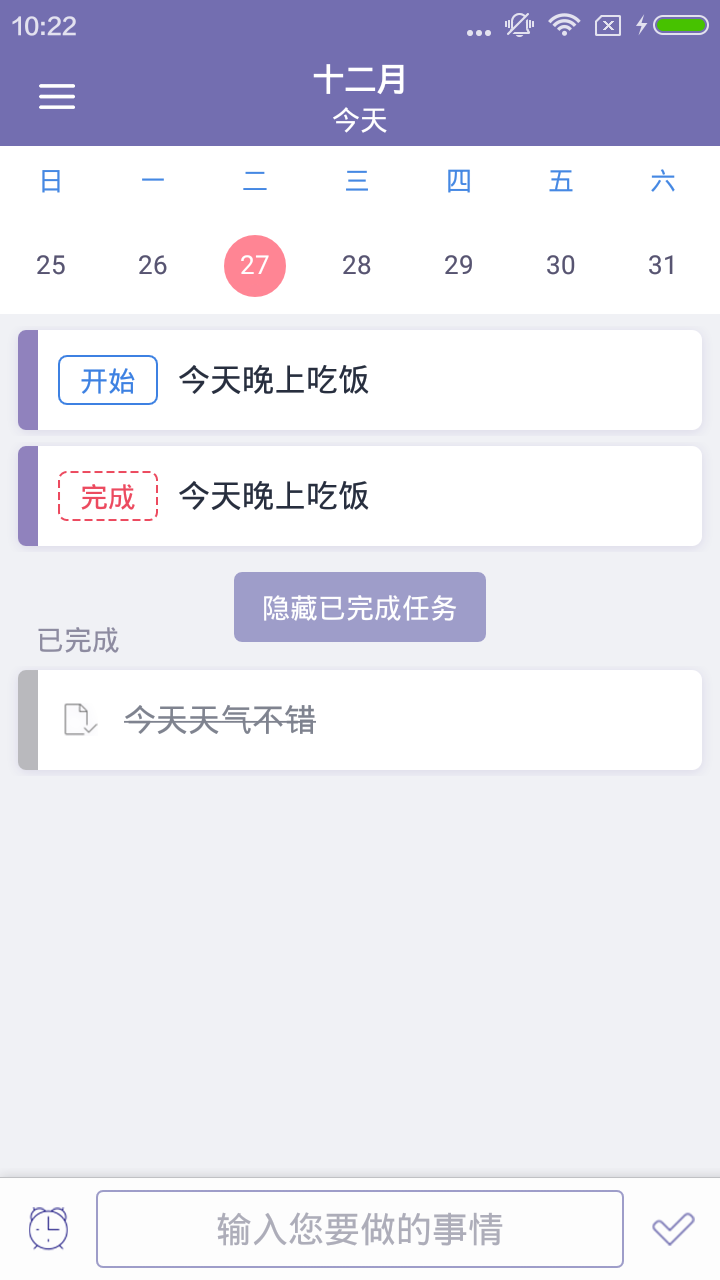 10:22
十二月
今天
日 一 二 三 四 五 六
25 26 27 28 29 30 31
开始 今天晚上吃饭
完成 今天晚上吃饭
隐藏已完成任务
已完成
今天天气不错
输入您要做的事情